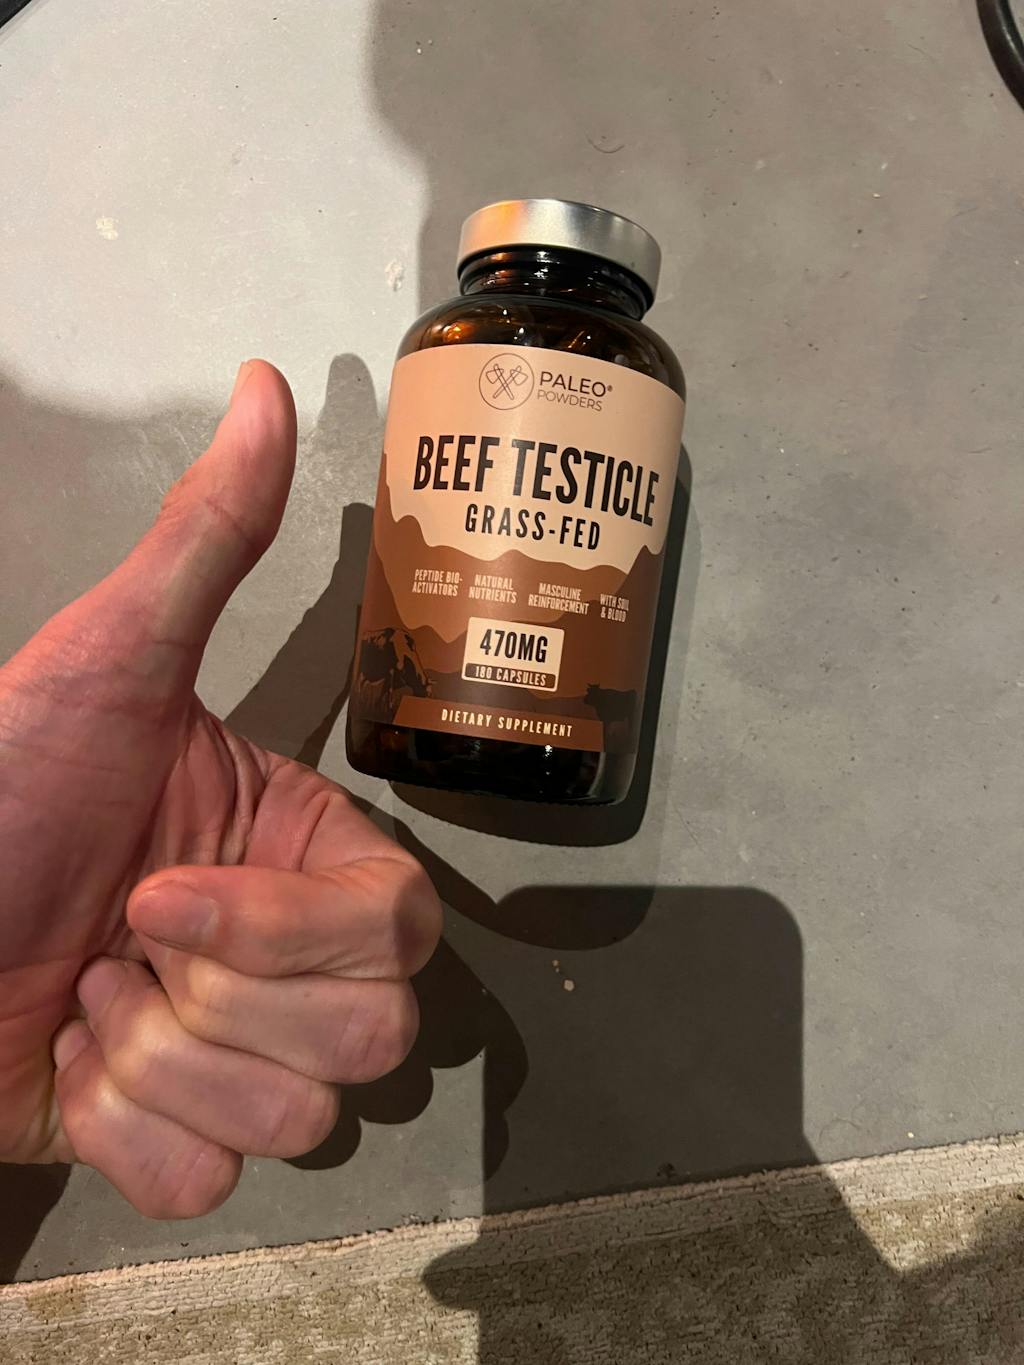 PALEO®
POWDERS
BEEF TESTICLE
GRASS-FED
PEPTIDE BIO-
ACTIVATORS
NATURAL
NUTRIENTS
MASCULINE
REINFORCEMENT
WITH SOIL
& BLOOD
470MG
180 CAPSULES
DIETARY SUPPLEMENT